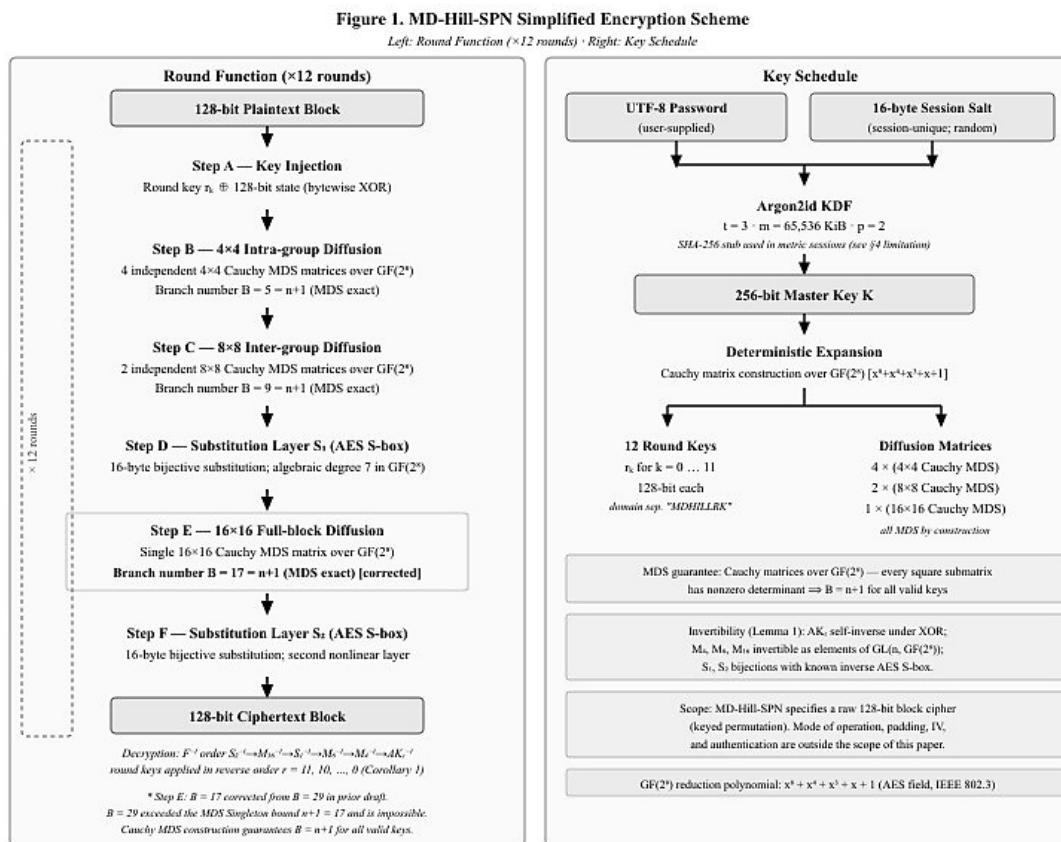 Figure 1. MD-Hill-SPN Simplified Encryption Scheme
Left: Round Function (×12 rounds) · Right: Key Schedule
Round Function (×12 rounds)
128-bit Plaintext Block
× 12 rounds
Step A — Key Injection
Round key rₖ ⊕ 128-bit state (bytewise XOR)
Step B — 4×4 Intra-group Diffusion
4 independent 4×4 Cauchy MDS matrices over GF(2⁸)
Branch number B = 5 = n+1 (MDS exact)
Step C — 8×8 Inter-group Diffusion
2 independent 8×8 Cauchy MDS matrices over GF(2⁸)
Branch number B = 9 = n+1 (MDS exact)
Step D — Substitution Layer S₁ (AES S-box)
16-byte bijective substitution; algebraic degree 7 in GF(2⁸)
Step E — 16×16 Full-block Diffusion
Single 16×16 Cauchy MDS matrix over GF(2⁸)
Branch number B = 17 = n+1 (MDS exact) [corrected]
Step F — Substitution Layer S₂ (AES S-box)
16-byte bijective substitution; second nonlinear layer
128-bit Ciphertext Block
Decryption: F⁻¹ order S₂⁻¹→M₁₆⁻¹→S₁⁻¹→M₈⁻¹→M₄⁻¹→AKᵣ⁻¹
round keys applied in reverse order r = 11, 10, ..., 0 (Corollary 1)
* Step E: B = 17 corrected from B = 29 in prior draft.
B = 29 exceeded the MDS Singleton bound n+1 = 17 and is impossible.
Cauchy MDS construction guarantees B = n+1 for all valid keys.
Key Schedule
UTF-8 Password
(user-supplied)
16-byte Session Salt
(session-unique; random)
Argon2id KDF
t = 3 · m = 65,536 KiB · p = 2
SHA-256 stub used in metric sessions (see §4 limitation)
256-bit Master Key K
Deterministic Expansion
Cauchy matrix construction over GF(2⁸) [x⁸+x⁴+x³+x+1]
12 Round Keys
rₖ for k = 0 … 11
128-bit each
domain sep. "MDHILLRK"
Diffusion Matrices
4 × (4×4 Cauchy MDS)
2 × (8×8 Cauchy MDS)
1 × (16×16 Cauchy MDS)
all MDS by construction
MDS guarantee: Cauchy matrices over GF(2⁸) — every square submatrix
has nonzero determinant ⟹ B = n+1 for all valid keys
Invertibility (Lemma 1): AKᵣ self-inverse under XOR;
M₄, M₈, M₁₆ invertible as elements of GL(n, GF(2⁸));
S₁, S₂ bijections with known inverse AES S-box.
Scope: MD-Hill-SPN specifies a raw 128-bit block cipher
(keyed permutation). Mode of operation, padding, IV,
and authentication are outside the scope of this paper.
GF(2⁸) reduction polynomial: x⁸ + x⁴ + x³ + x + 1 (AES field, IEEE 802.3)